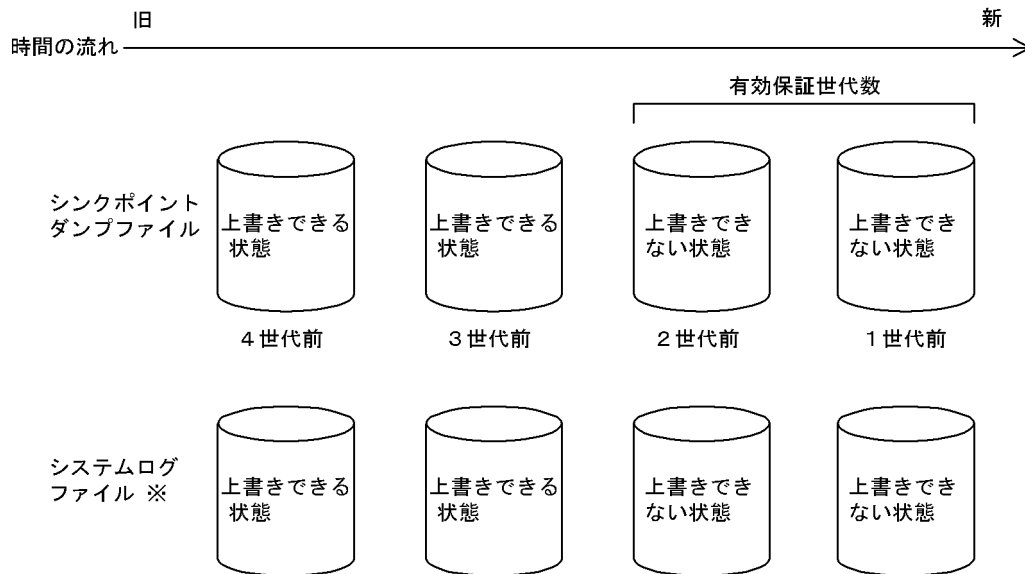 旧
新
時間の流れ
有効保証世代数
シンクポイント
ダンプファイル
上書きできる
状態
上書きできる
状態
上書きでき
ない状態
上書きでき
ない状態
4世代前
3世代前
2世代前
1世代前
システムログ
ファイル ※
上書きできる
状態
上書きできる
状態
上書きでき
ない状態
上書きでき
ない状態